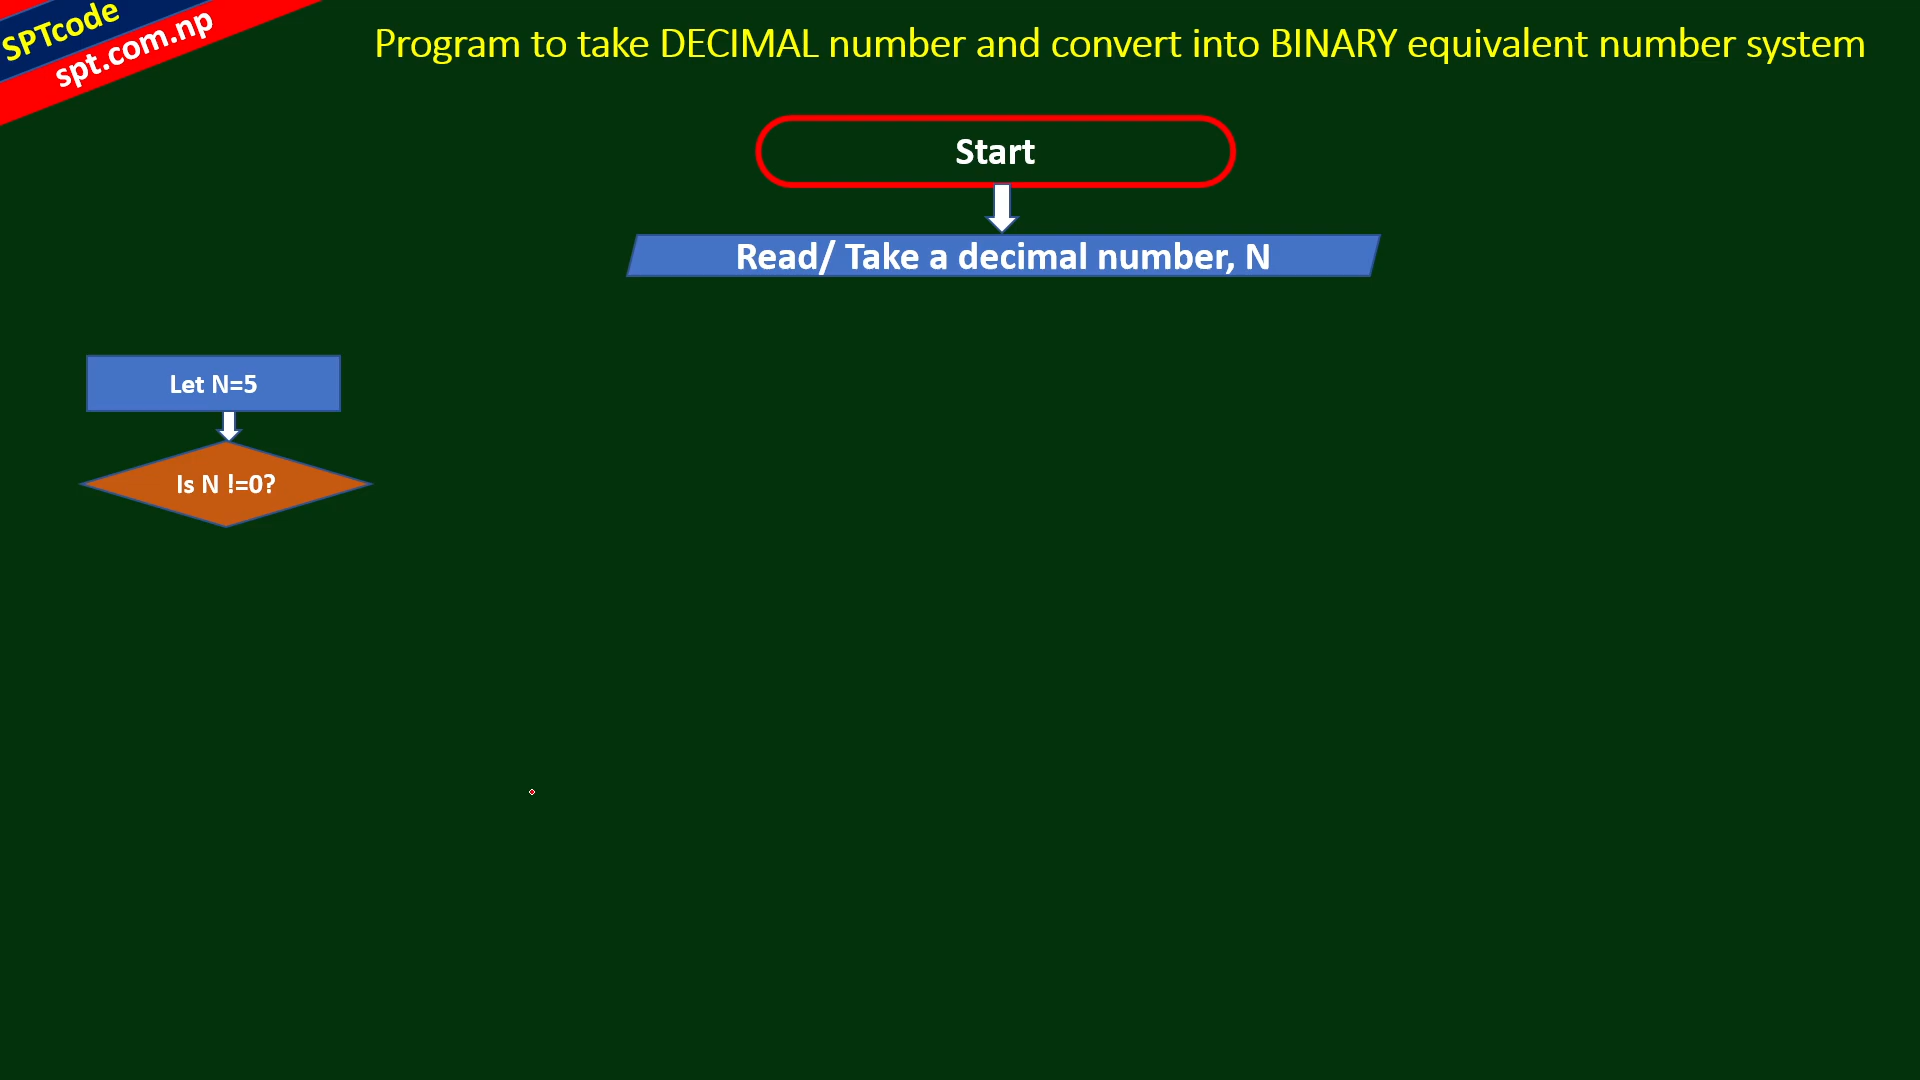 SPTcode
spt.com.np
Program to take DECIMAL number and convert into BINARY equivalent number system
Start
Read/ Take a decimal number, N
Let N=5
Is N !=0?